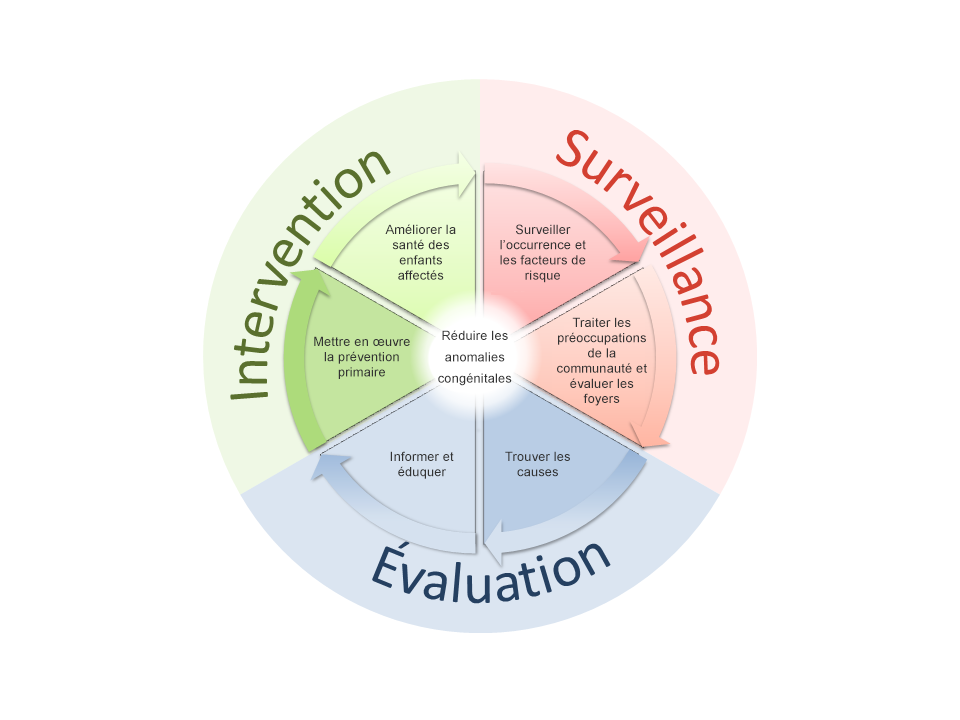 Intervention
Surveillance
Évaluation
Améliorer la
santé des
enfants
affectés
Surveiller
l'occurrence et
les facteurs de
risque
Mettre en œuvre
la prévention
primaire
Réduire les
anomalies
congénitales
Traiter les
préoccupations
de la
communauté et
évaluer les
foyers
Informer et
éduquer
Trouver les
causes